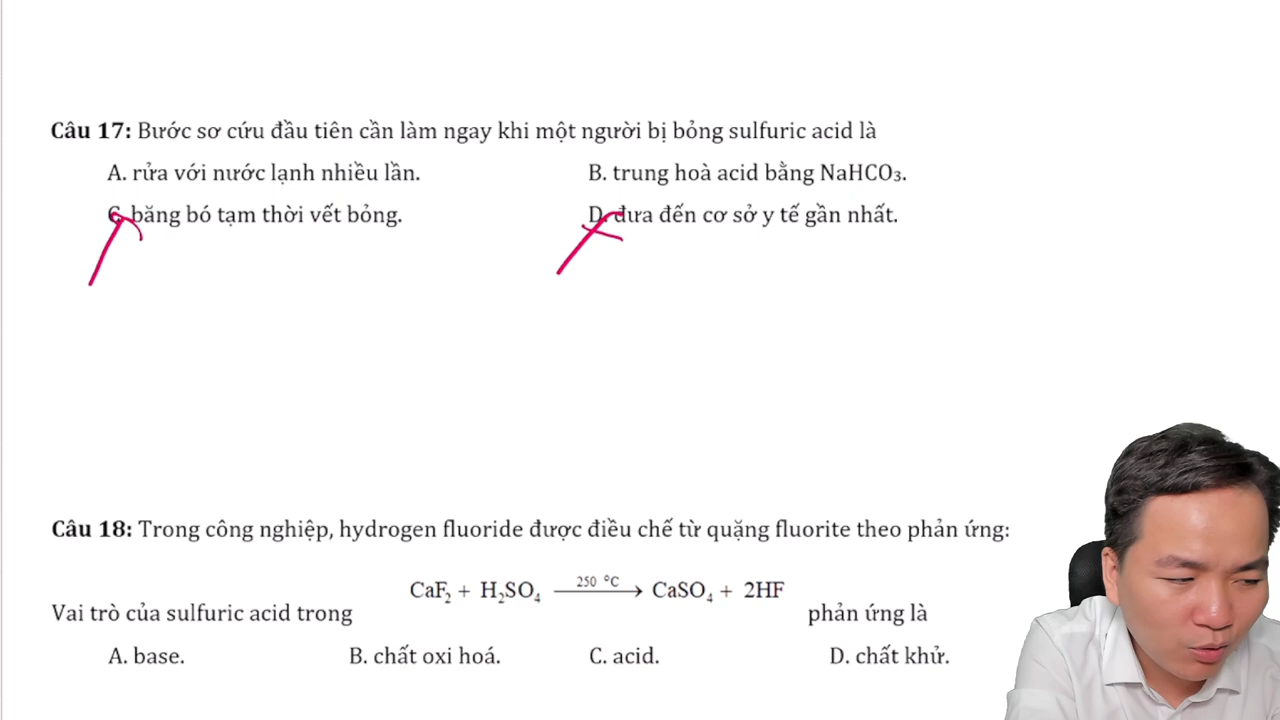 Câu 17: Bước sơ cứu đầu tiên cần làm ngay khi một người bị bỏng sulfuric acid là
A. rửa với nước lạnh nhiều lần. B. trung hoà acid bằng NaHCO₃.
C. băng bó tạm thời vết bỏng. D. đưa đến cơ sở y tế gần nhất.
Câu 18: Trong công nghiệp, hydrogen fluoride được điều chế từ quặng fluorite theo phản ứng:
CaF₂ + H₂SO₄ —250 °C→ CaSO₄ + 2HF
Vai trò của sulfuric acid trong phản ứng là
A. base. B. chất oxi hoá. C. acid. D. chất khử.